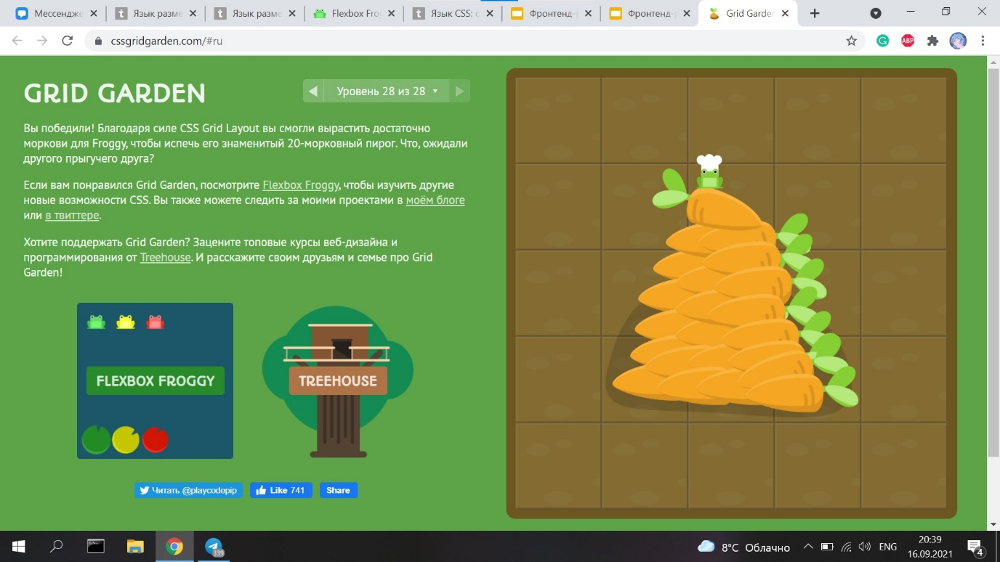 Мессендже
Язык разме
Язык разме
Flexbox Fro
Язык CSS: о
Фронтенд-
Фронтенд-
Grid Garden
cssgridgarden.com/#ru
ABP
GRID GARDEN
Уровень 28 из 28
Вы победили! Благодаря силе CSS Grid Layout вы смогли вырастить достаточно
моркови для Froggy, чтобы испечь его знаменитый 20-морковный пирог. Что, ожидали
другого прыгучего друга?
Если вам понравился Grid Garden, посмотрите Flexbox Froggy, чтобы изучить другие
новые возможности CSS. Вы также можете следить за моими проектами в моём блоге
или в твиттере.
Хотите поддержать Grid Garden? Зацените топовые курсы веб-дизайна и
программирования от Treehouse. И расскажите своим друзьям и семье про Grid
Garden!
FLEXBOX FROGGY
TREEHOUSE
Читать @playcodepip
Like 741
Share
339
8°C Облачно
ENG
20:39
16.09.2021
4